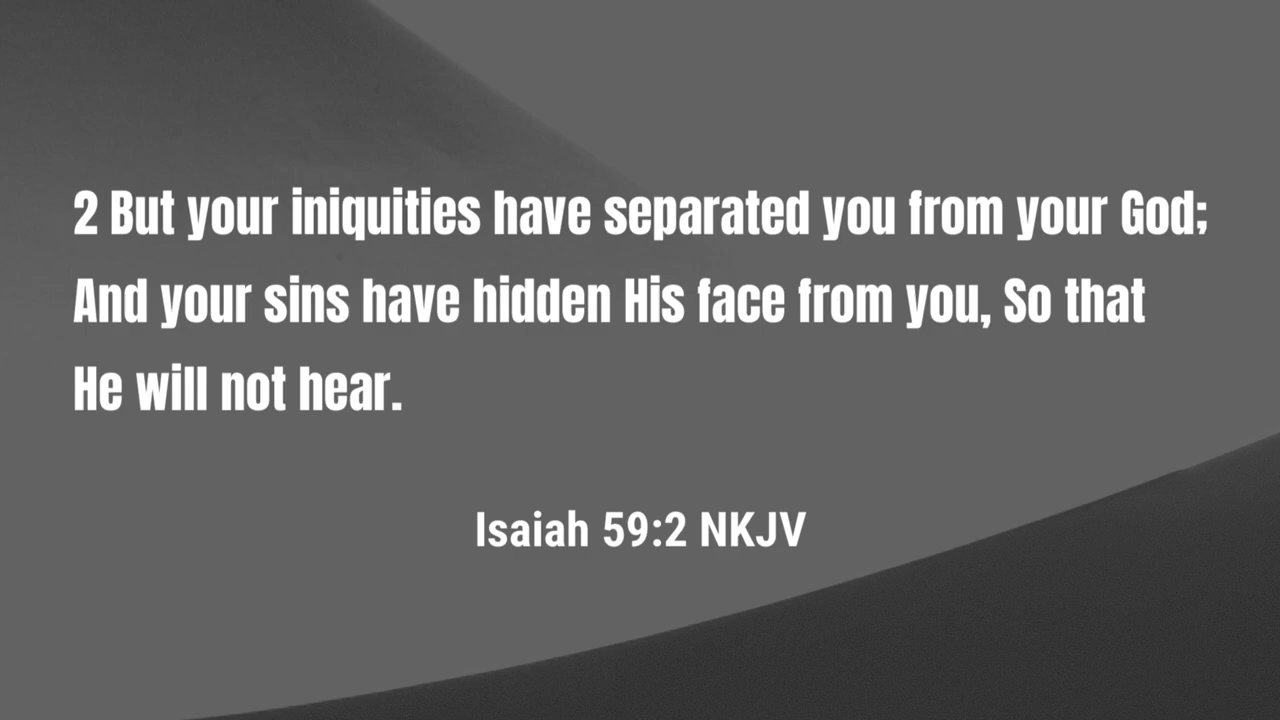 2 But your iniquities have separated you from your God;
And your sins have hidden His face from you, So that
He will not hear.
Isaiah 59:2 NKJV